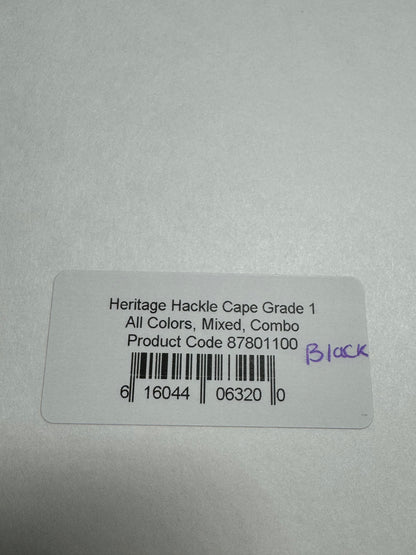 Heritage Hackle Cape Grade 1
All Colors, Mixed, Combo
Product Code 87801100
Black
6 16044 06320 0